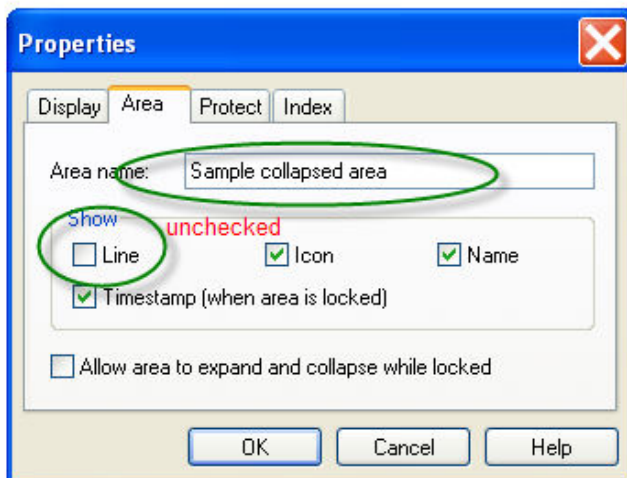 Properties
Display Area Protect Index
Area name: Sample collapsed area
Show unchecked
Line Icon Name
Timestamp (when area is locked)
Allow area to expand and collapse while locked
OK Cancel Help